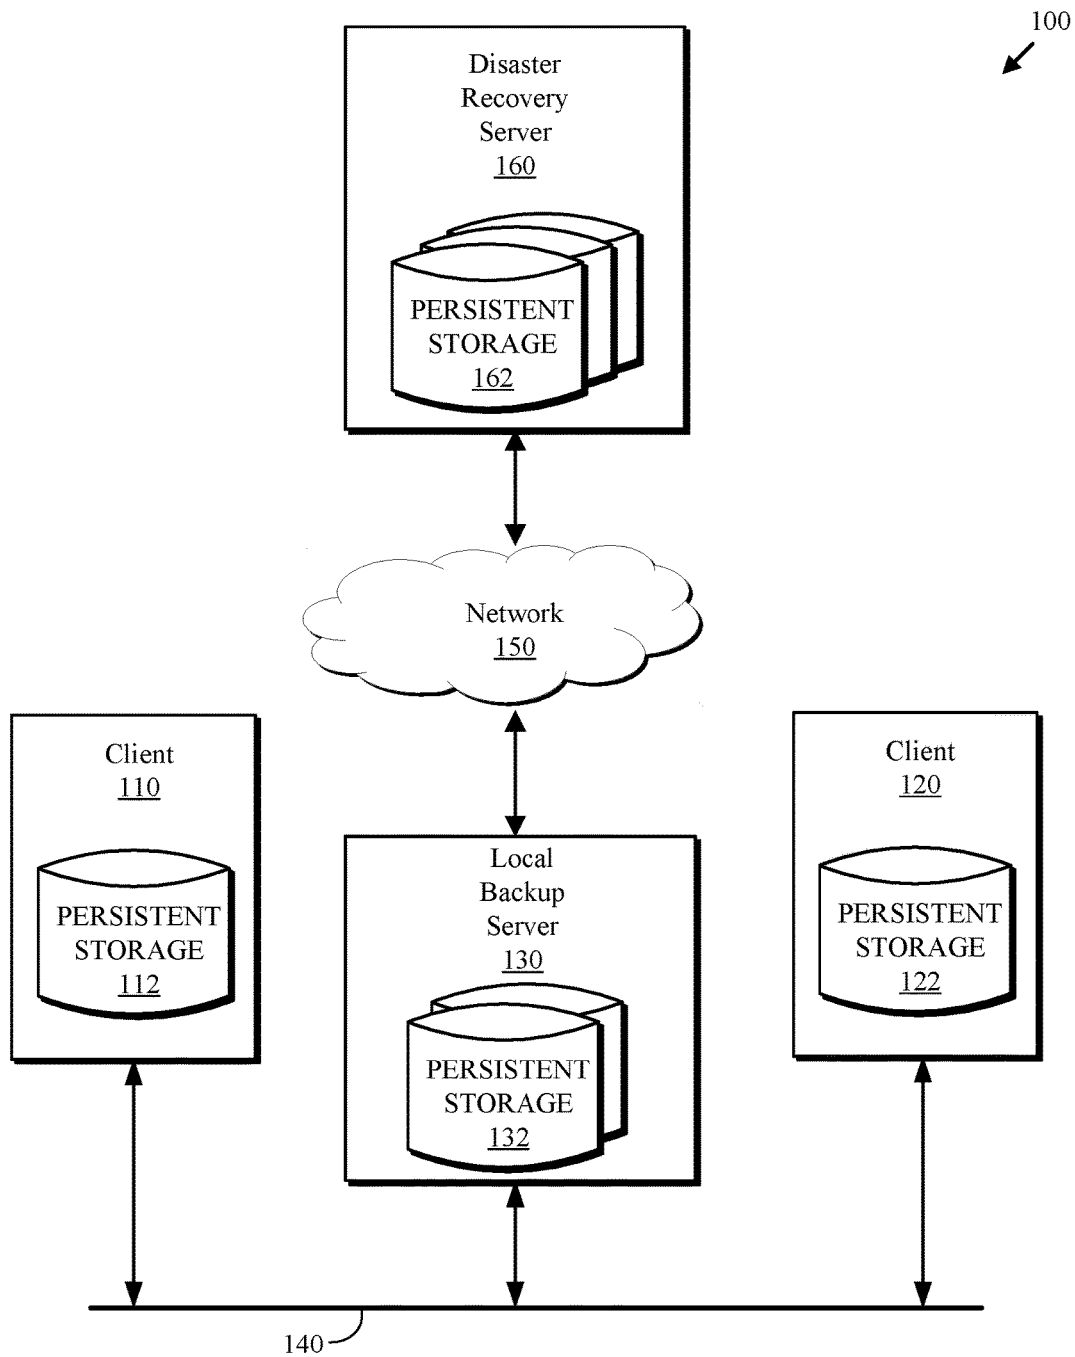 100
Disaster
Recovery
Server
160
PERSISTENT
STORAGE
162
Network
150
Client
110
PERSISTENT
STORAGE
112
Local
Backup
Server
130
PERSISTENT
STORAGE
132
Client
120
PERSISTENT
STORAGE
122
140